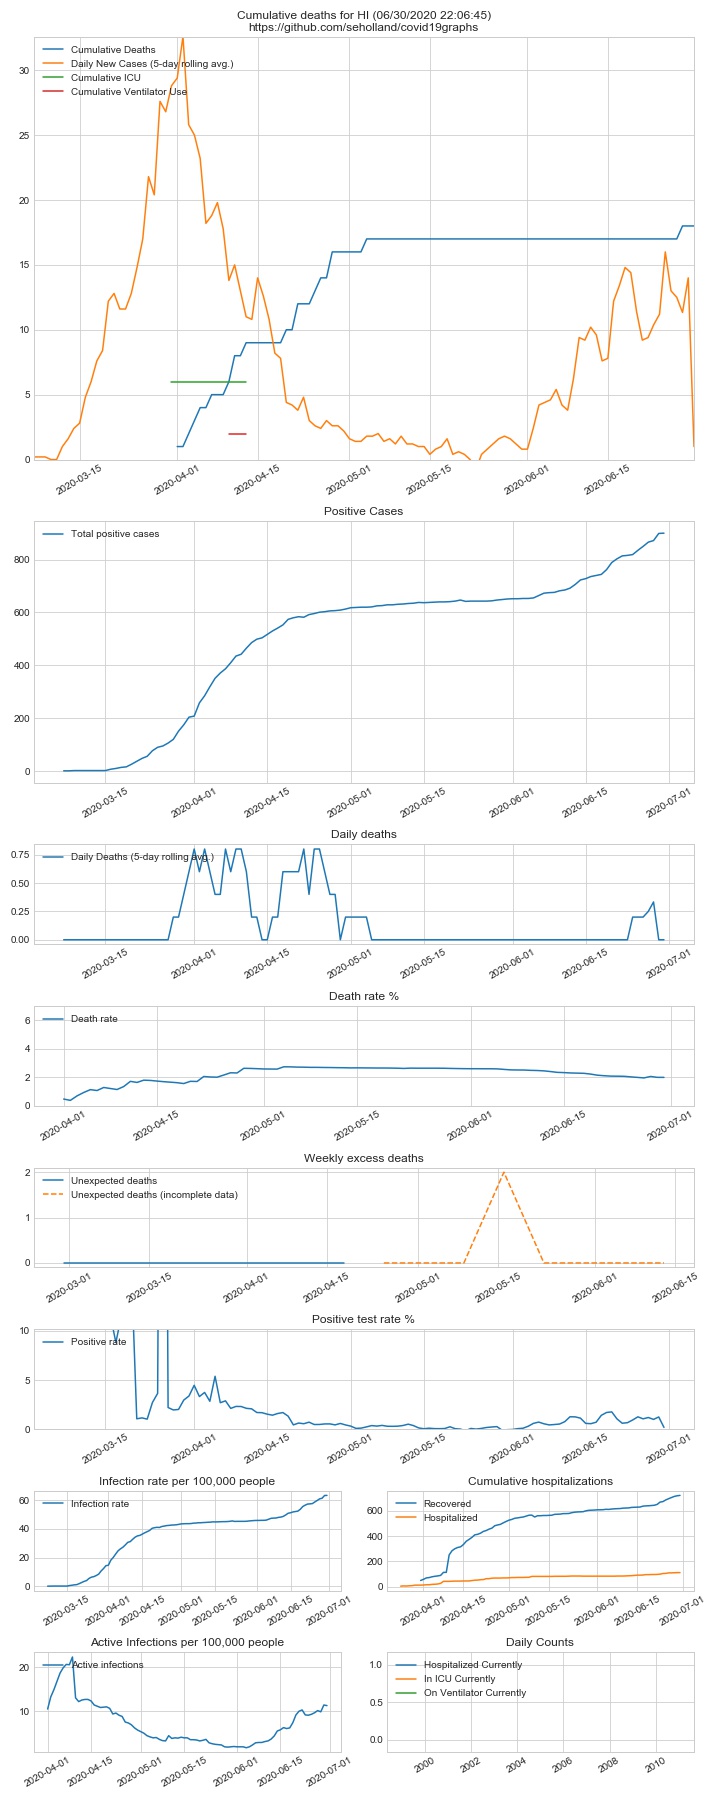 Cumulative deaths for HI (06/30/2020 22:06:45)
https://github.com/seholland/covid19graphs
Cumulative Deaths
Daily New Cases (5-day rolling avg.)
Cumulative ICU
Cumulative Ventilator Use
30
25
20
15
10
5
0
2020-03-15 2020-04-01 2020-04-15 2020-05-01 2020-05-15 2020-06-01 2020-06-15
Positive Cases
Total positive cases
800
600
400
200
0
2020-03-15 2020-04-01 2020-04-15 2020-05-01 2020-05-15 2020-06-01 2020-06-15 2020-07-01
Daily deaths
Daily Deaths (5-day rolling avg.)
0.75
0.50
0.25
0.00
2020-03-15 2020-04-01 2020-04-15 2020-05-01 2020-05-15 2020-06-01 2020-06-15 2020-07-01
Death rate %
Death rate
6
4
2
0
2020-04-01 2020-04-15 2020-05-01 2020-05-15 2020-06-01 2020-06-15 2020-07-01
Weekly excess deaths
Unexpected deaths
Unexpected deaths (incomplete data)
2
1
0
2020-03-01 2020-03-15 2020-04-01 2020-04-15 2020-05-01 2020-05-15 2020-06-01 2020-06-15
Positive test rate %
Positive rate
10
5
0
2020-03-15 2020-04-01 2020-04-15 2020-05-01 2020-05-15 2020-06-01 2020-06-15 2020-07-01
Infection rate per 100,000 people
Infection rate
60
40
20
0
2020-03-15 2020-04-01 2020-04-15 2020-05-01 2020-05-15 2020-06-01 2020-06-15 2020-07-01
Cumulative hospitalizations
Recovered
Hospitalized
600
400
200
0
2020-04-01 2020-04-15 2020-05-01 2020-05-15 2020-06-01 2020-06-15 2020-07-01
Active Infections per 100,000 people
Active infections
20
10
2020-04-01 2020-04-15 2020-05-01 2020-05-15 2020-06-01 2020-06-15 2020-07-01
Daily Counts
Hospitalized Currently
In ICU Currently
On Ventilator Currently
1.0
0.5
0.0
2000 2002 2004 2006 2008 2010